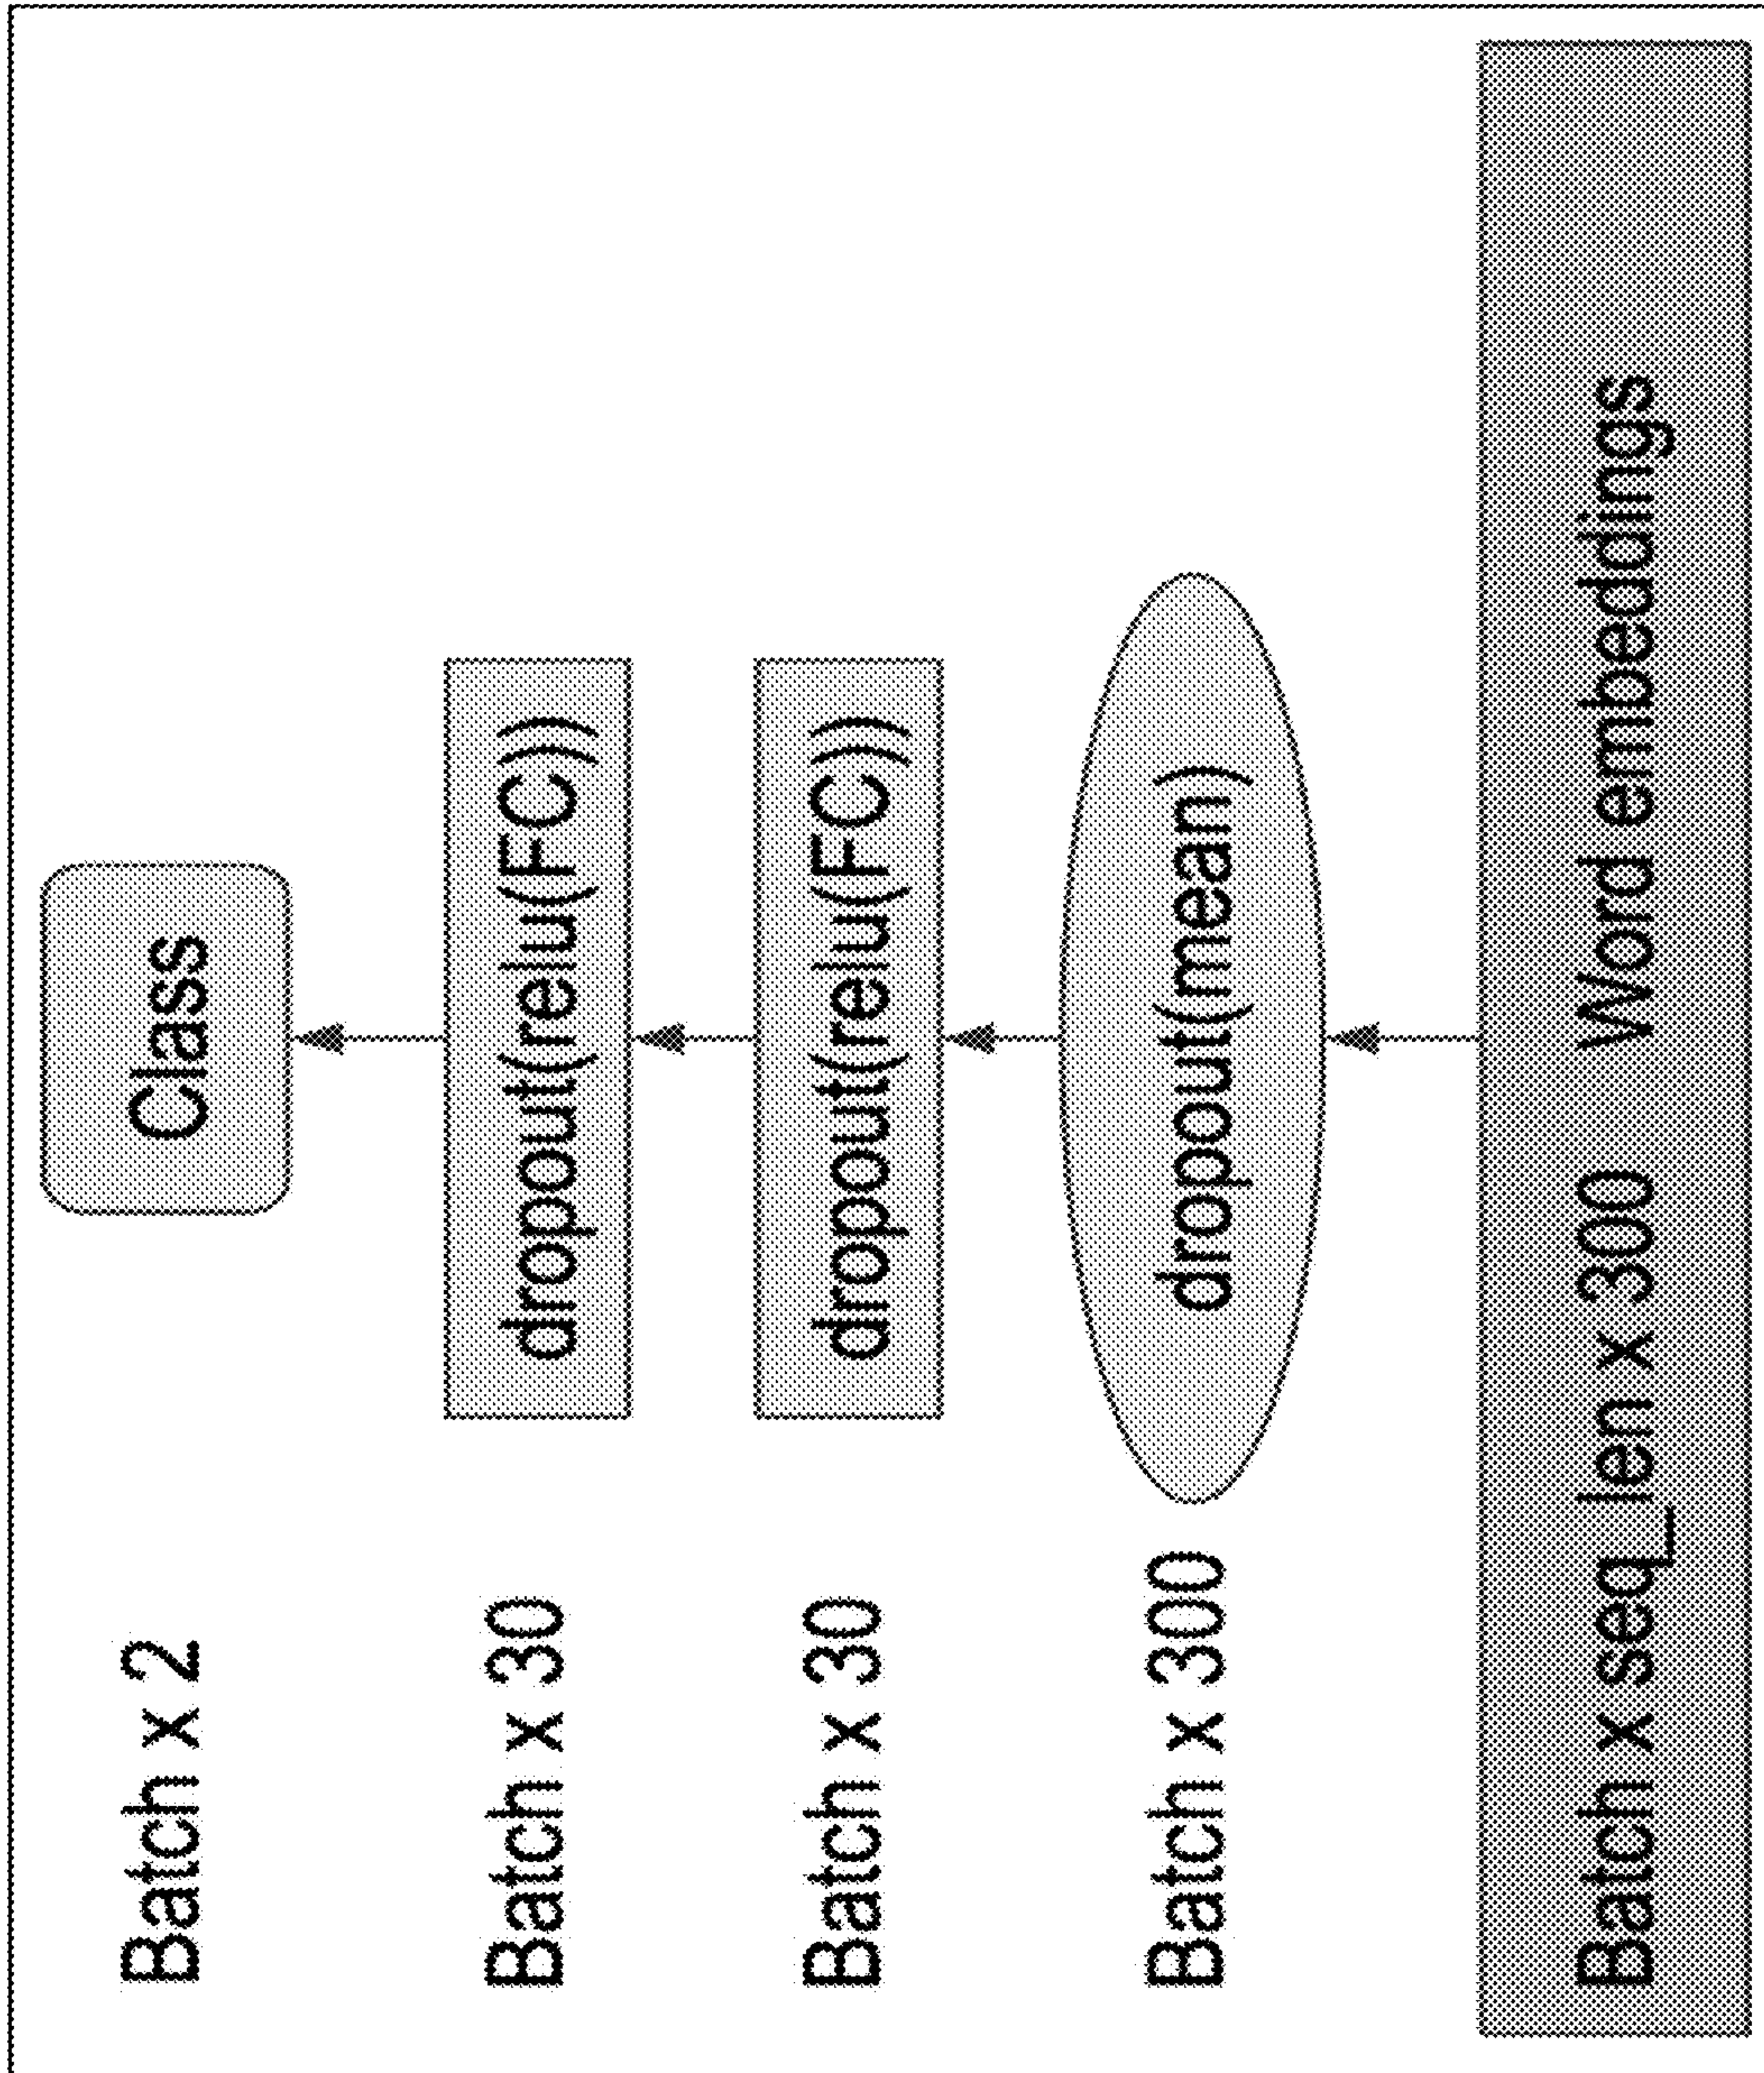 Batch x 2 Class
Batch x 30 dropout(relu(FC))
Batch x 30 dropout(relu(FC))
Batch x 300 dropout(mean)
Batch x seq_len x 300 Word embeddings